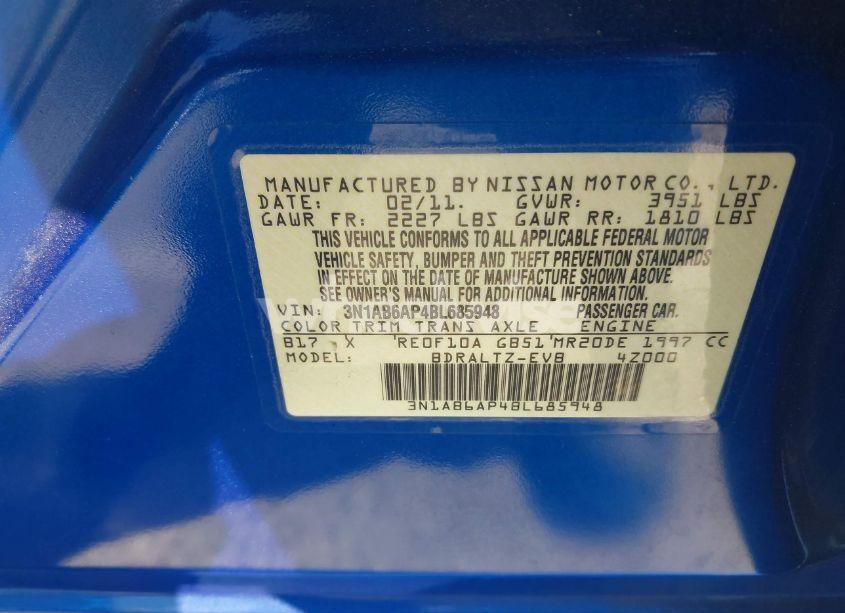 MANUFACTURED BY NISSAN MOTOR CO., LTD.
DATE: 02/11. GVWR: 3951 LBS
GAWR FR: 2227 LBS GAWR RR: 1810 LBS
THIS VEHICLE CONFORMS TO ALL APPLICABLE FEDERAL MOTOR
VEHICLE SAFETY, BUMPER AND THEFT PREVENTION STANDARDS
IN EFFECT ON THE DATE OF MANUFACTURE SHOWN ABOVE.
SEE OWNER'S MANUAL FOR ADDITIONAL INFORMATION
VIN: 3N1AB6AP4BL685948 PASSENGER CAR.
COLOR TRIM TRANS AXLE ENGINE
B17 X 'RE0F10A GB51'MR20DE 1997 CC
MODEL: BDRALTZ-EVB 4Z000
3N1AB6AP4BL685948